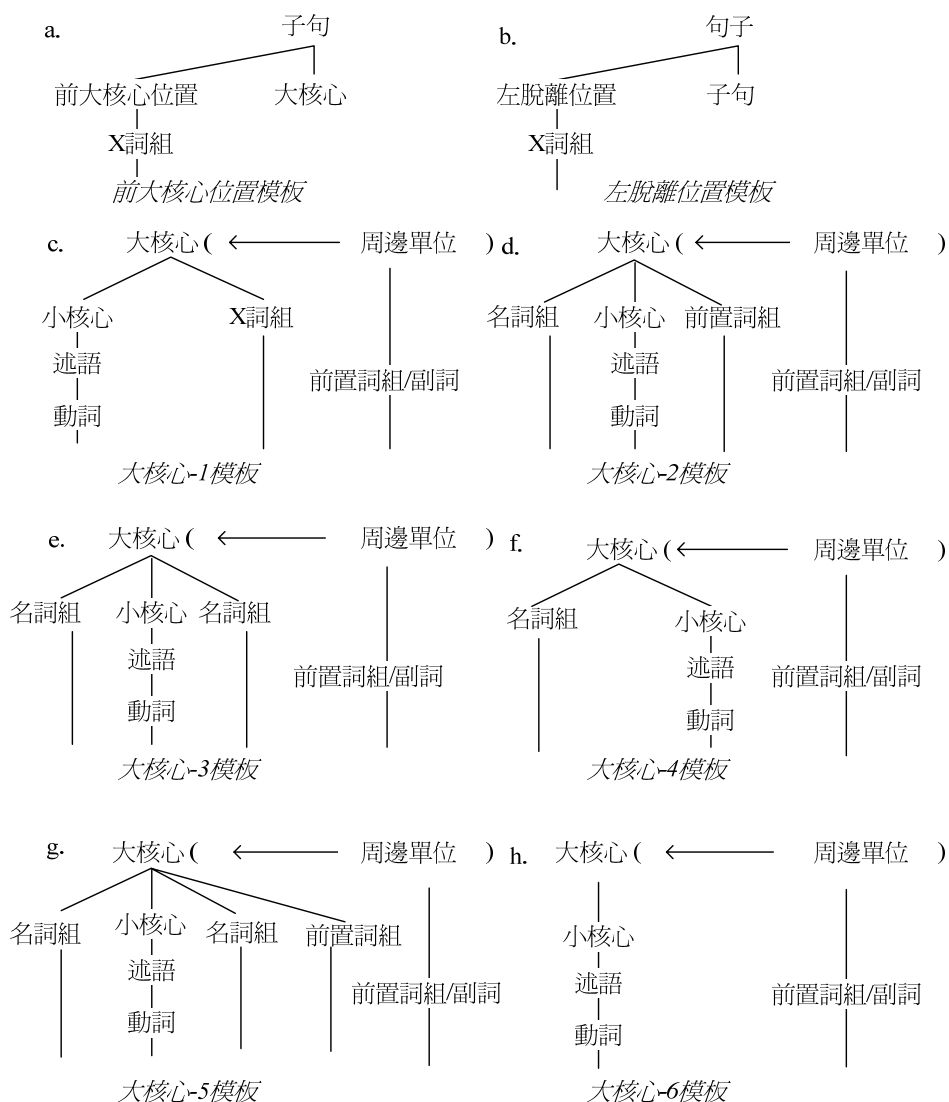 a.
子句
前大核心位置 大核心
X詞組
前大核心位置模板
b.
句子
左脫離位置 子句
X詞組
左脫離位置模板
c.
大核心 ( 周邊單位 )
小核心 X詞組
述語
前置詞組/副詞
動詞
大核心-1模板
d.
大核心 ( 周邊單位 )
名詞組 小核心 前置詞組
述語
前置詞組/副詞
動詞
大核心-2模板
e.
大核心 ( 周邊單位 )
名詞組 小核心 名詞組
述語
前置詞組/副詞
動詞
大核心-3模板
f.
大核心 ( 周邊單位 )
名詞組 小核心
述語
前置詞組/副詞
動詞
大核心-4模板
g.
大核心 ( 周邊單位 )
名詞組 小核心 名詞組 前置詞組
述語
前置詞組/副詞
動詞
大核心-5模板
h.
大核心 ( 周邊單位 )
小核心
述語
前置詞組/副詞
動詞
大核心-6模板